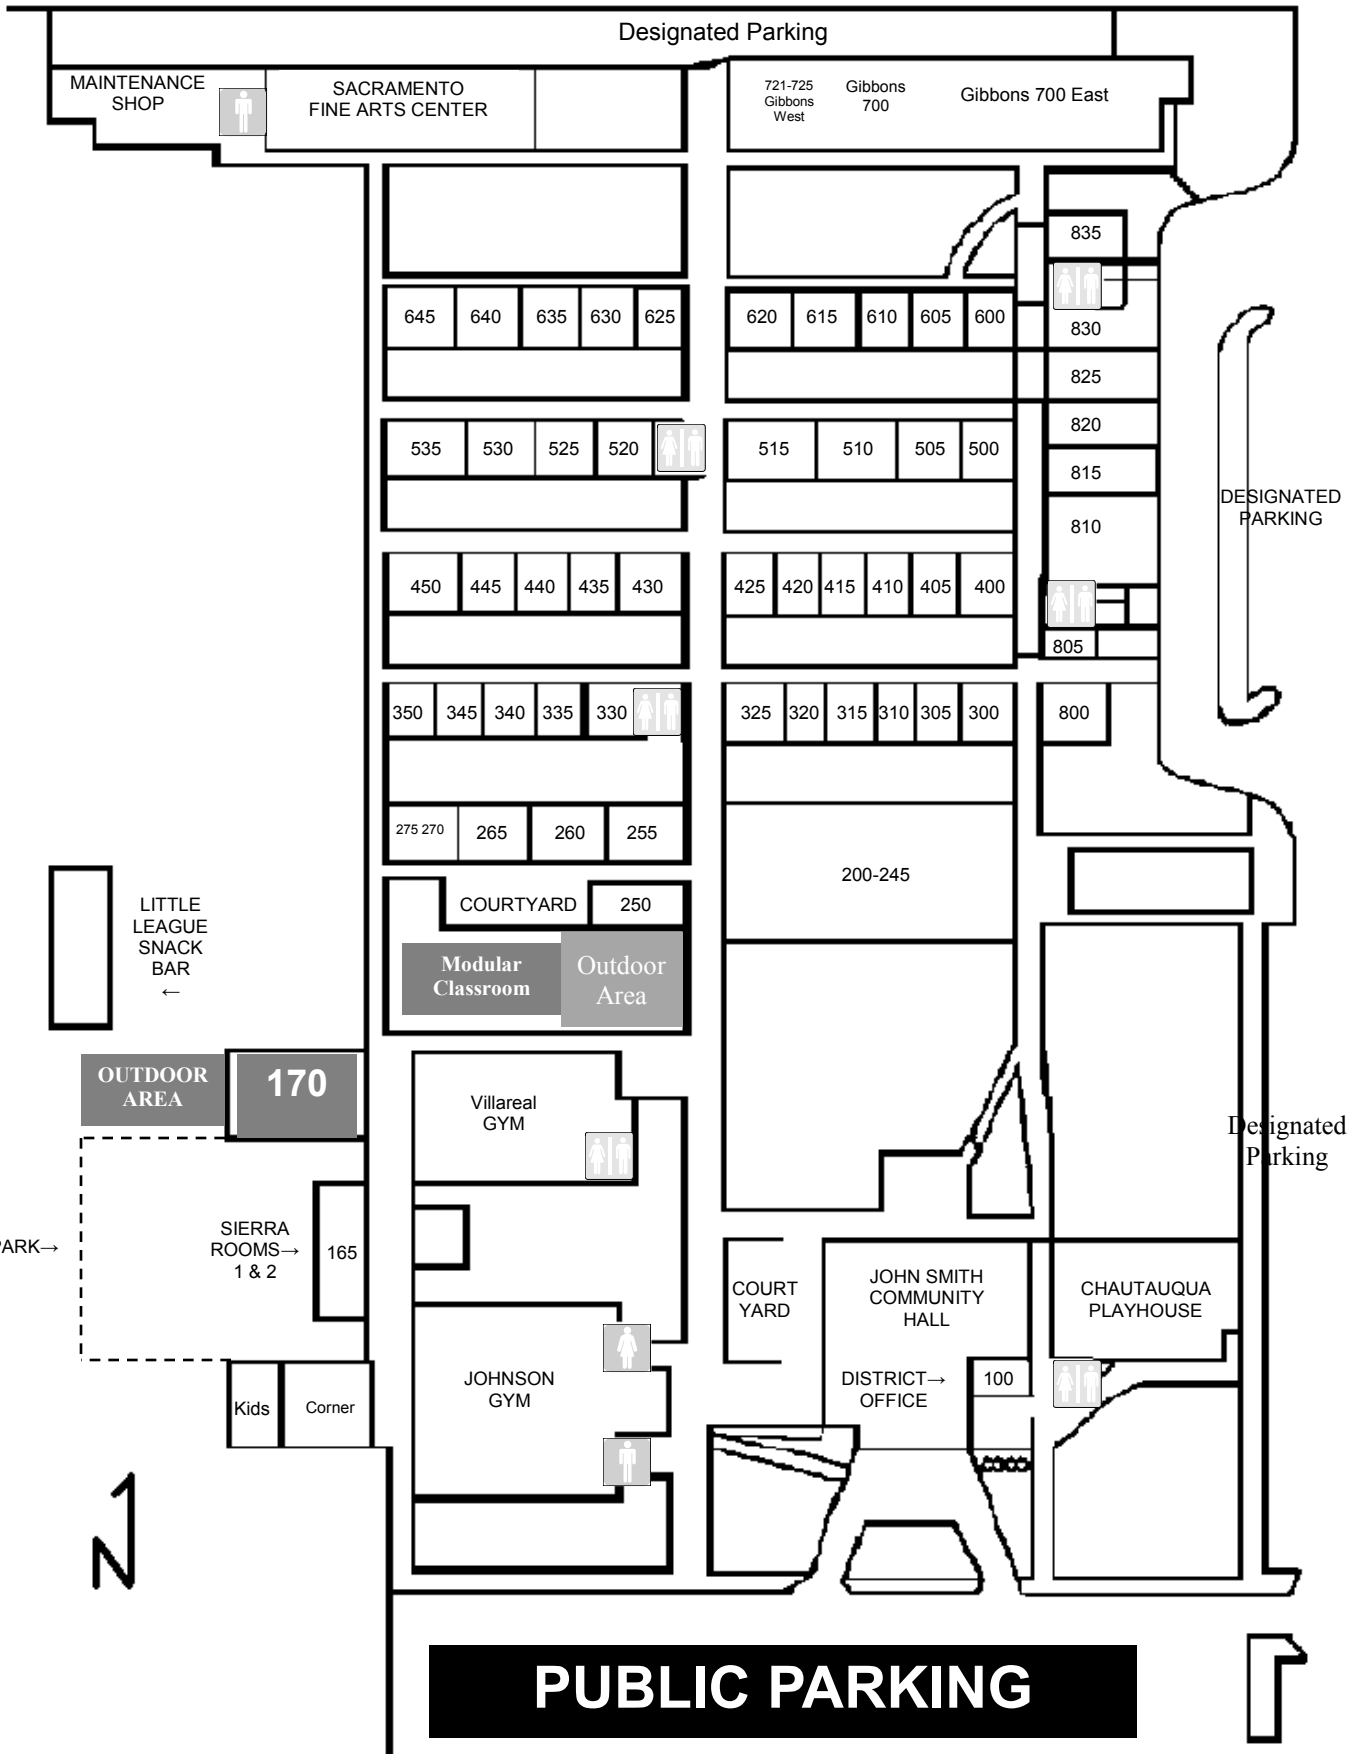 Designated Parking
MAINTENANCE
SHOP
SACRAMENTO
FINE ARTS CENTER
721-725
Gibbons
West
Gibbons
700
Gibbons 700 East
835
645 640 635 630 625 620 615 610 605 600
830
825
820
535 530 525 520 515 510 505 500
815
DESIGNATED
PARKING
810
450 445 440 435 430 425 420 415 410 405 400
805
350 345 340 335 330 325 320 315 310 305 300 800
275 270 265 260 255
200-245
LITTLE
LEAGUE
SNACK
BAR
←
COURTYARD 250
Modular
Classroom
Outdoor
Area
OUTDOOR
AREA
170
Villareal
GYM
Designated
Parking
PARK→
SIERRA
ROOMS→
1 & 2
165
COURT
YARD
JOHN SMITH
COMMUNITY
HALL
CHAUTAUQUA
PLAYHOUSE
JOHNSON
GYM
DISTRICT→
OFFICE
100
Kids Corner
N
PUBLIC PARKING